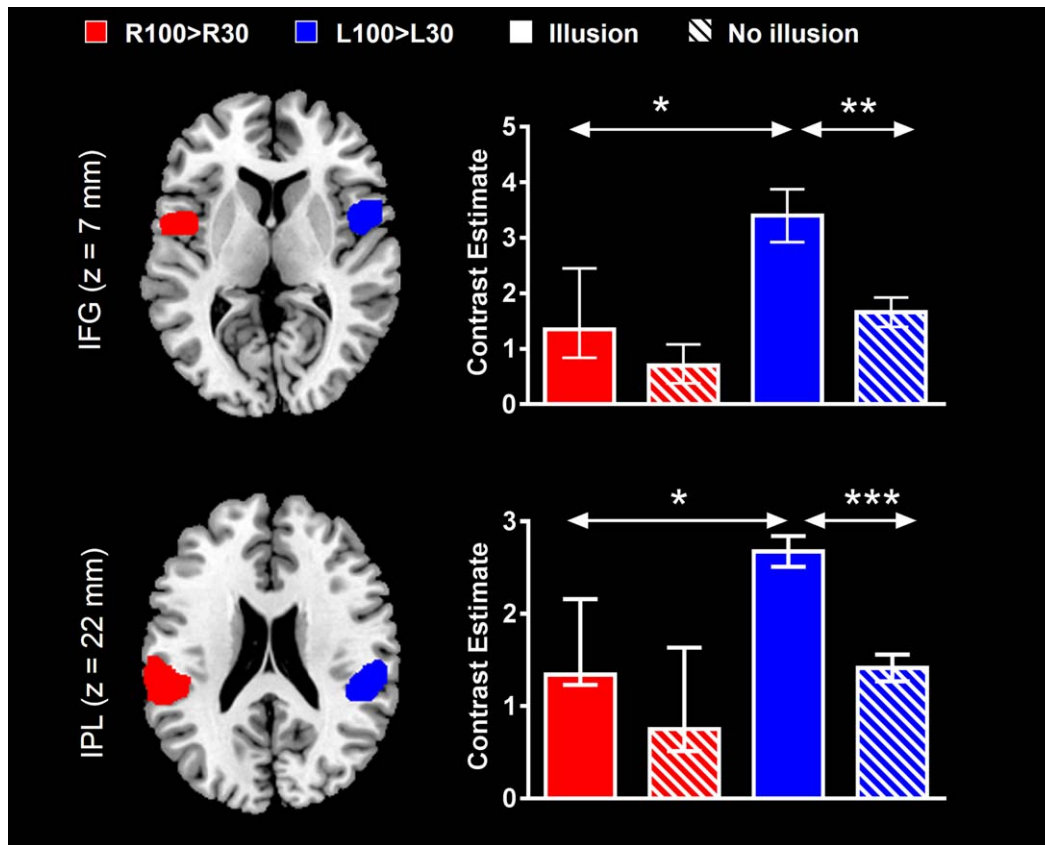 R100>R30 L100>L30 Illusion No illusion
IFG (z = 7 mm)
* **
Contrast Estimate
5
4
3
2
1
0
IPL (z = 22 mm)
* ***
Contrast Estimate
3
2
1
0